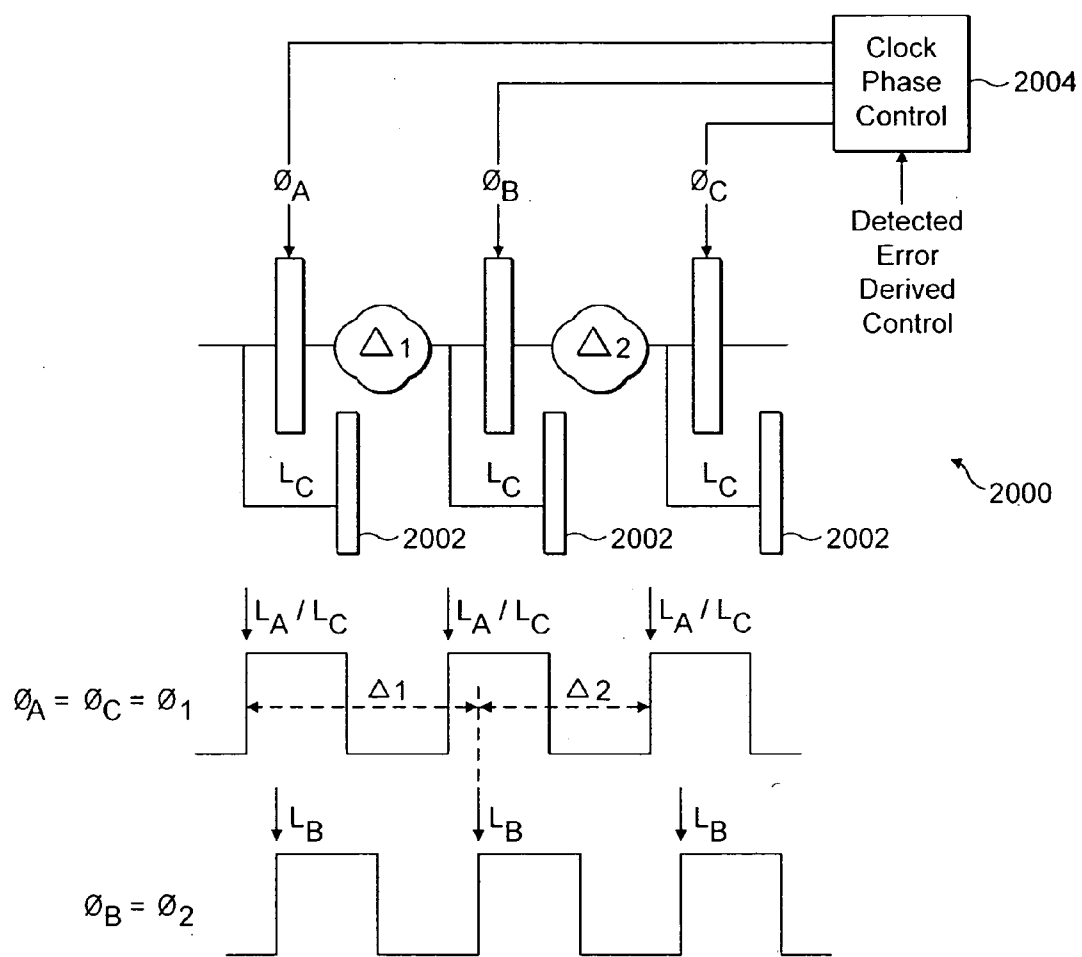 Clock
Phase
Control
2004
ØA
ØB
ØC
Detected
Error
Derived
Control
Δ1
Δ2
LC
LC
LC
2002
2002
2002
2000
LA / LC
LA / LC
LA / LC
ØA = ØC = Ø1
Δ1
Δ2
LB
LB
LB
ØB = Ø2